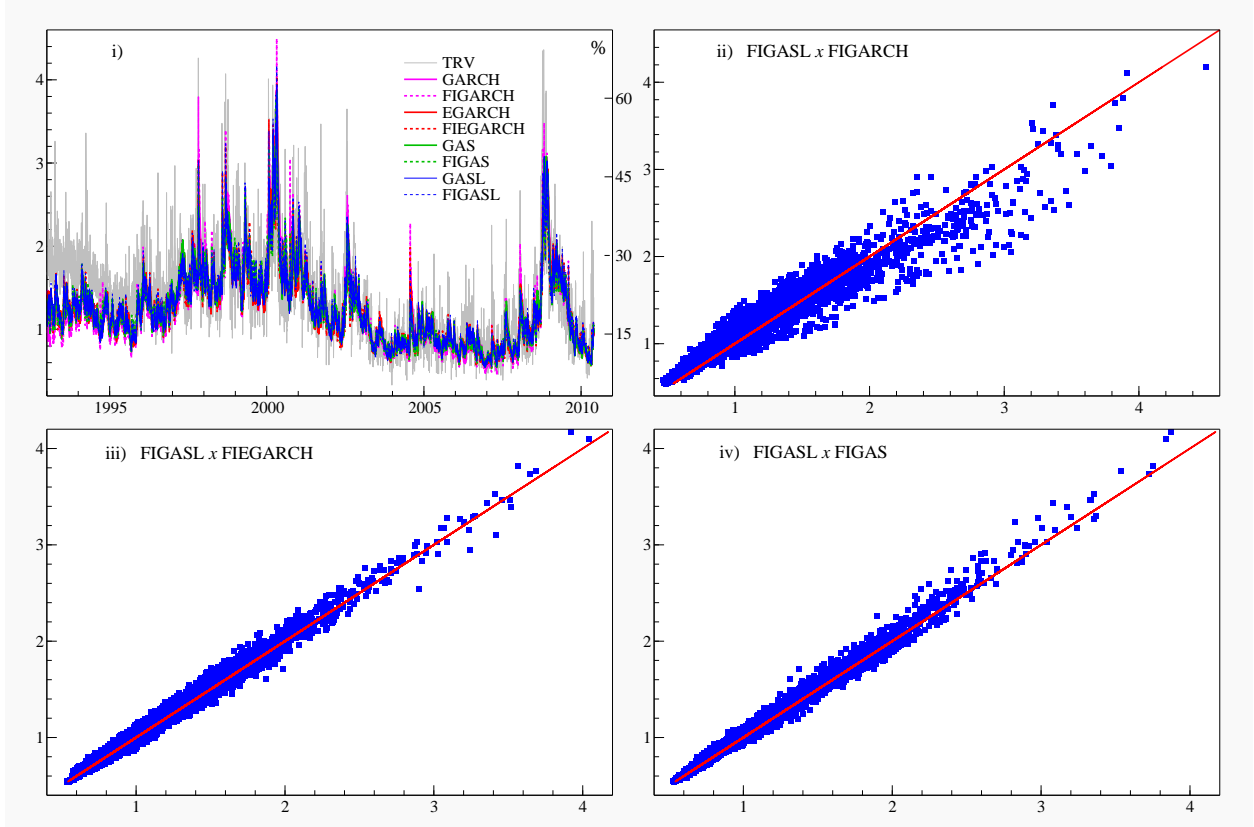 i)
%
TRV
GARCH
FIGARCH
EGARCH
FIEGARCH
GAS
FIGAS
GASL
FIGASL
4
3
2
1
60
45
30
15
1995
2000
2005
2010
ii) FIGASL x FIGARCH
4
3
2
1
1
2
3
4
iii) FIGASL x FIEGARCH
4
3
2
1
1
2
3
4
iv) FIGASL x FIGAS
4
3
2
1
1
2
3
4